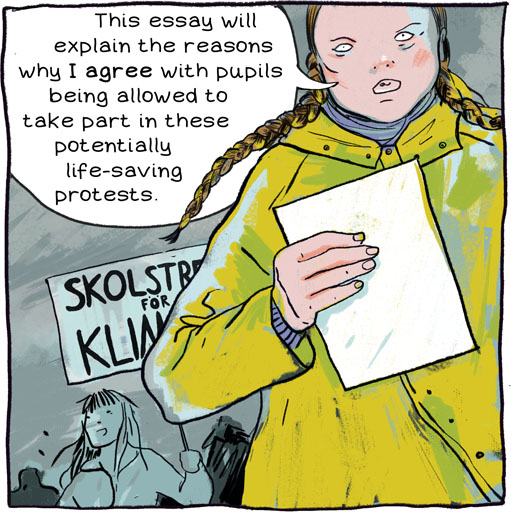 This essay will
explain the reasons
why I agree with pupils
being allowed to
take part in these
potentially
life-saving
protests.
SKOLSTRE
FÖR
KLIM